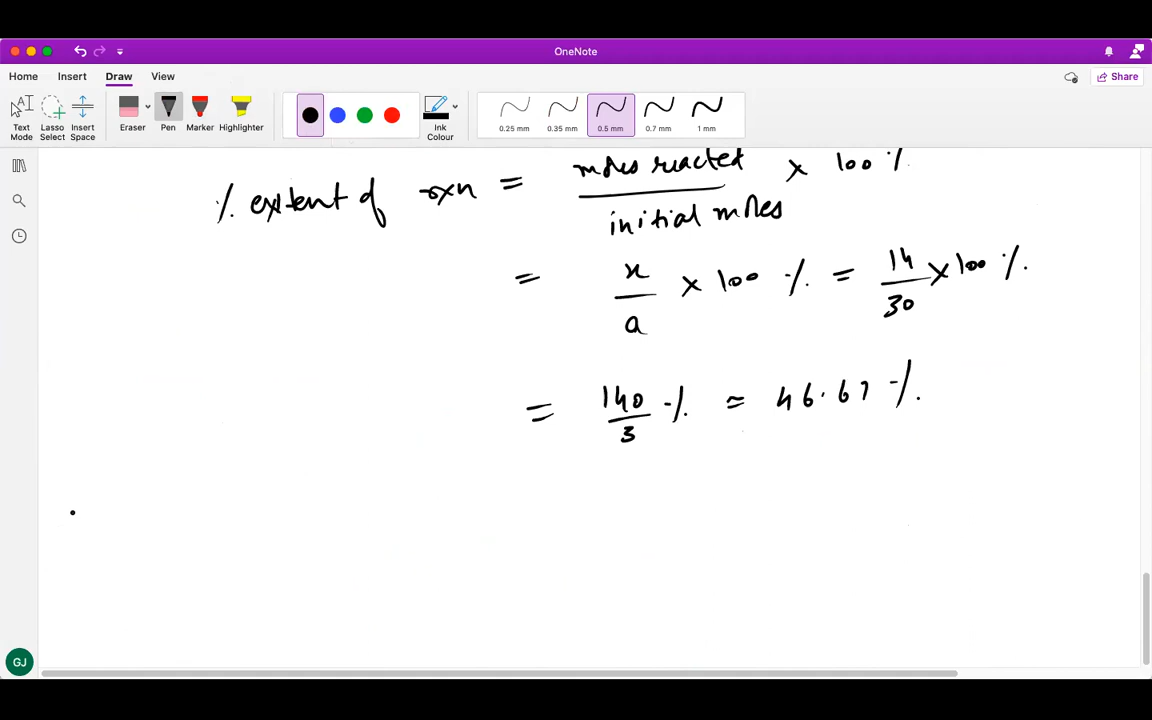 OneNote
Home Insert Draw View Share
Text Mode Lasso Select Insert Space Eraser Pen Marker Highlighter Ink Colour 0.25 mm 0.35 mm 0.5 mm 0.7 mm 1 mm
% extent of rxn = moles reacted / initial moles × 100 %
= x / a × 100 % = 14 / 30 × 100 %
= 140 / 3 % ≈ 46.67 %
GJ